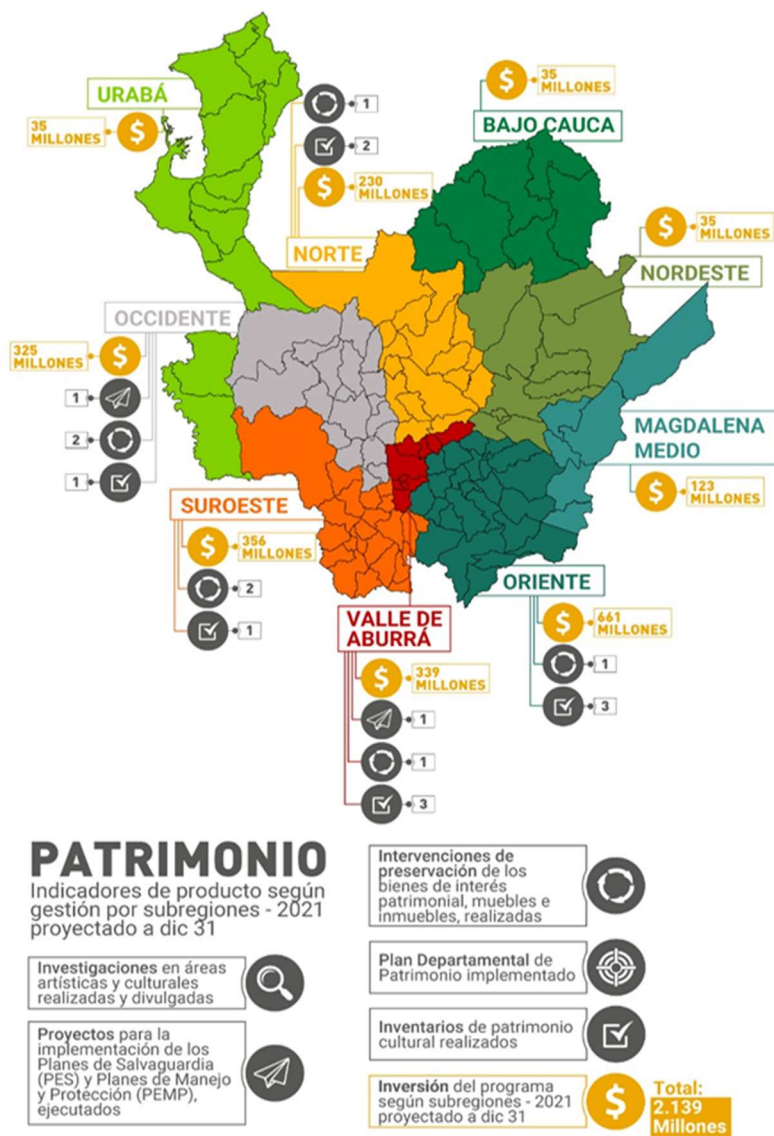 URABÁ
35
MILLONES
1
2
230
MILLONES
NORTE
35
MILLONES
BAJO CAUCA
35
MILLONES
NORDESTE
OCCIDENTE
325
MILLONES
1
2
1
MAGDALENA
MEDIO
123
MILLONES
SUROESTE
356
MILLONES
2
1
VALLE DE
ABURRÁ
339
MILLONES
1
1
3
ORIENTE
661
MILLONES
1
3
PATRIMONIO
Indicadores de producto según
gestión por subregiones - 2021
proyectado a dic 31
Investigaciones en áreas
artísticas y culturales
realizadas y divulgadas
Proyectos para la
implementación de los
Planes de Salvaguardia
(PES) y Planes de Manejo
y Protección (PEMP),
ejecutados
Intervenciones de
preservación de los
bienes de interés
patrimonial, muebles e
inmuebles, realizadas
Plan Departamental de
Patrimonio implementado
Inventarios de patrimonio
cultural realizados
Inversión del programa
según subregiones - 2021
proyectado a dic 31
Total:
2.139
Millones